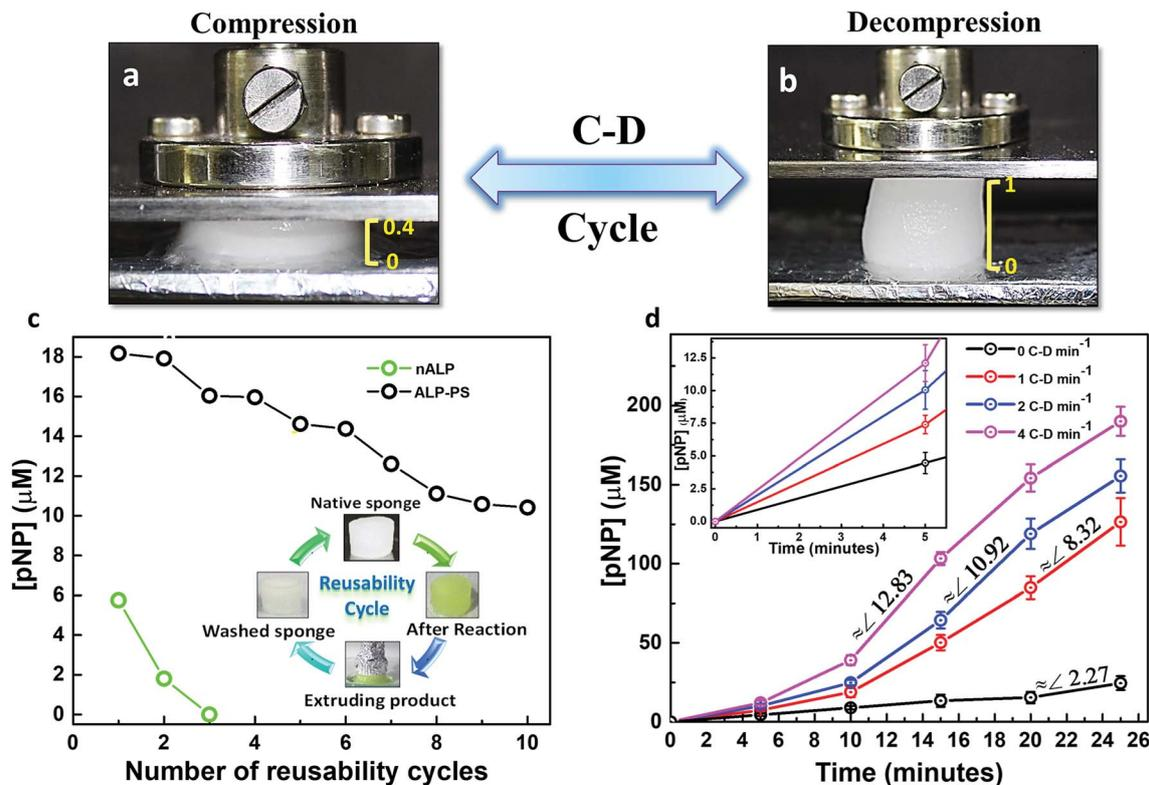 Compression
Decompression
a
0.4
0
C-D
Cycle
b
1
0
c
18
16
14
12
10
8
6
4
2
0
[pNP] (μM)
nALP
ALP-PS
Native sponge
Reusability
Cycle
Washed sponge
After Reaction
Extruding product
0 2 4 6 8 10
Number of reusability cycles
d
200
150
100
50
0
[pNP] (μM)
12.5
10.0
7.5
5.0
2.5
0.0
[pNP] (μM)
0 1 2 3 4 5
Time (minutes)
0 C-D min⁻¹
1 C-D min⁻¹
2 C-D min⁻¹
4 C-D min⁻¹
≈∠ 12.83
≈∠ 10.92
≈∠ 8.32
≈∠ 2.27
0 2 4 6 8 10 12 14 16 18 20 22 24 26
Time (minutes)